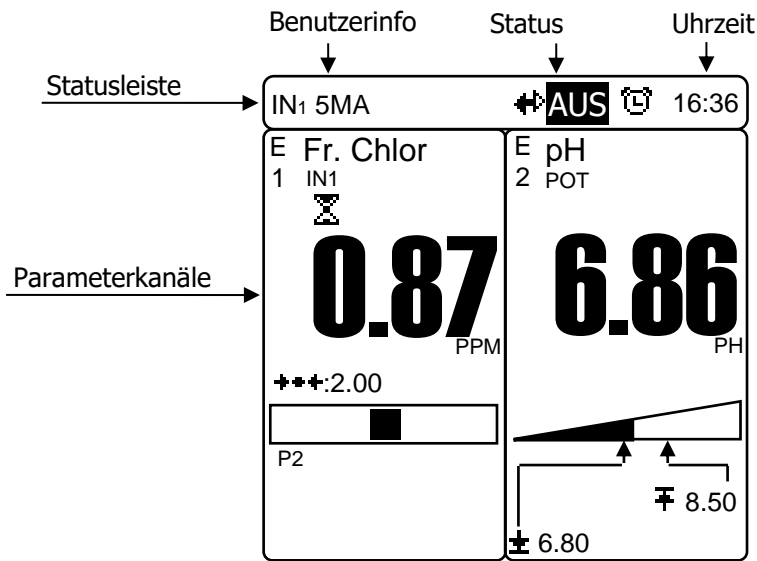 Benutzerinfo Status Uhrzeit
Statusleiste
IN1 5MA AUS 16:36
E Fr. Chlor
1 IN1
0.87
PPM
:2.00
P2
E pH
2 POT
6.86
PH
8.50
6.80
Parameterkanäle